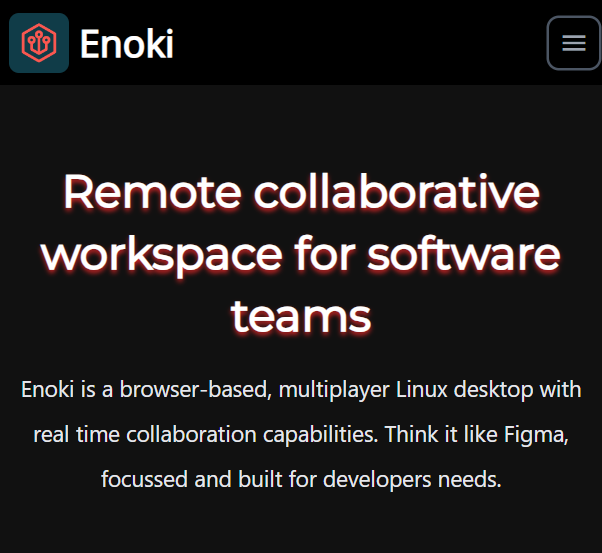 Enoki
Remote collaborative
workspace for software
teams
Enoki is a browser-based, multiplayer Linux desktop with
real time collaboration capabilities. Think it like Figma,
focussed and built for developers needs.